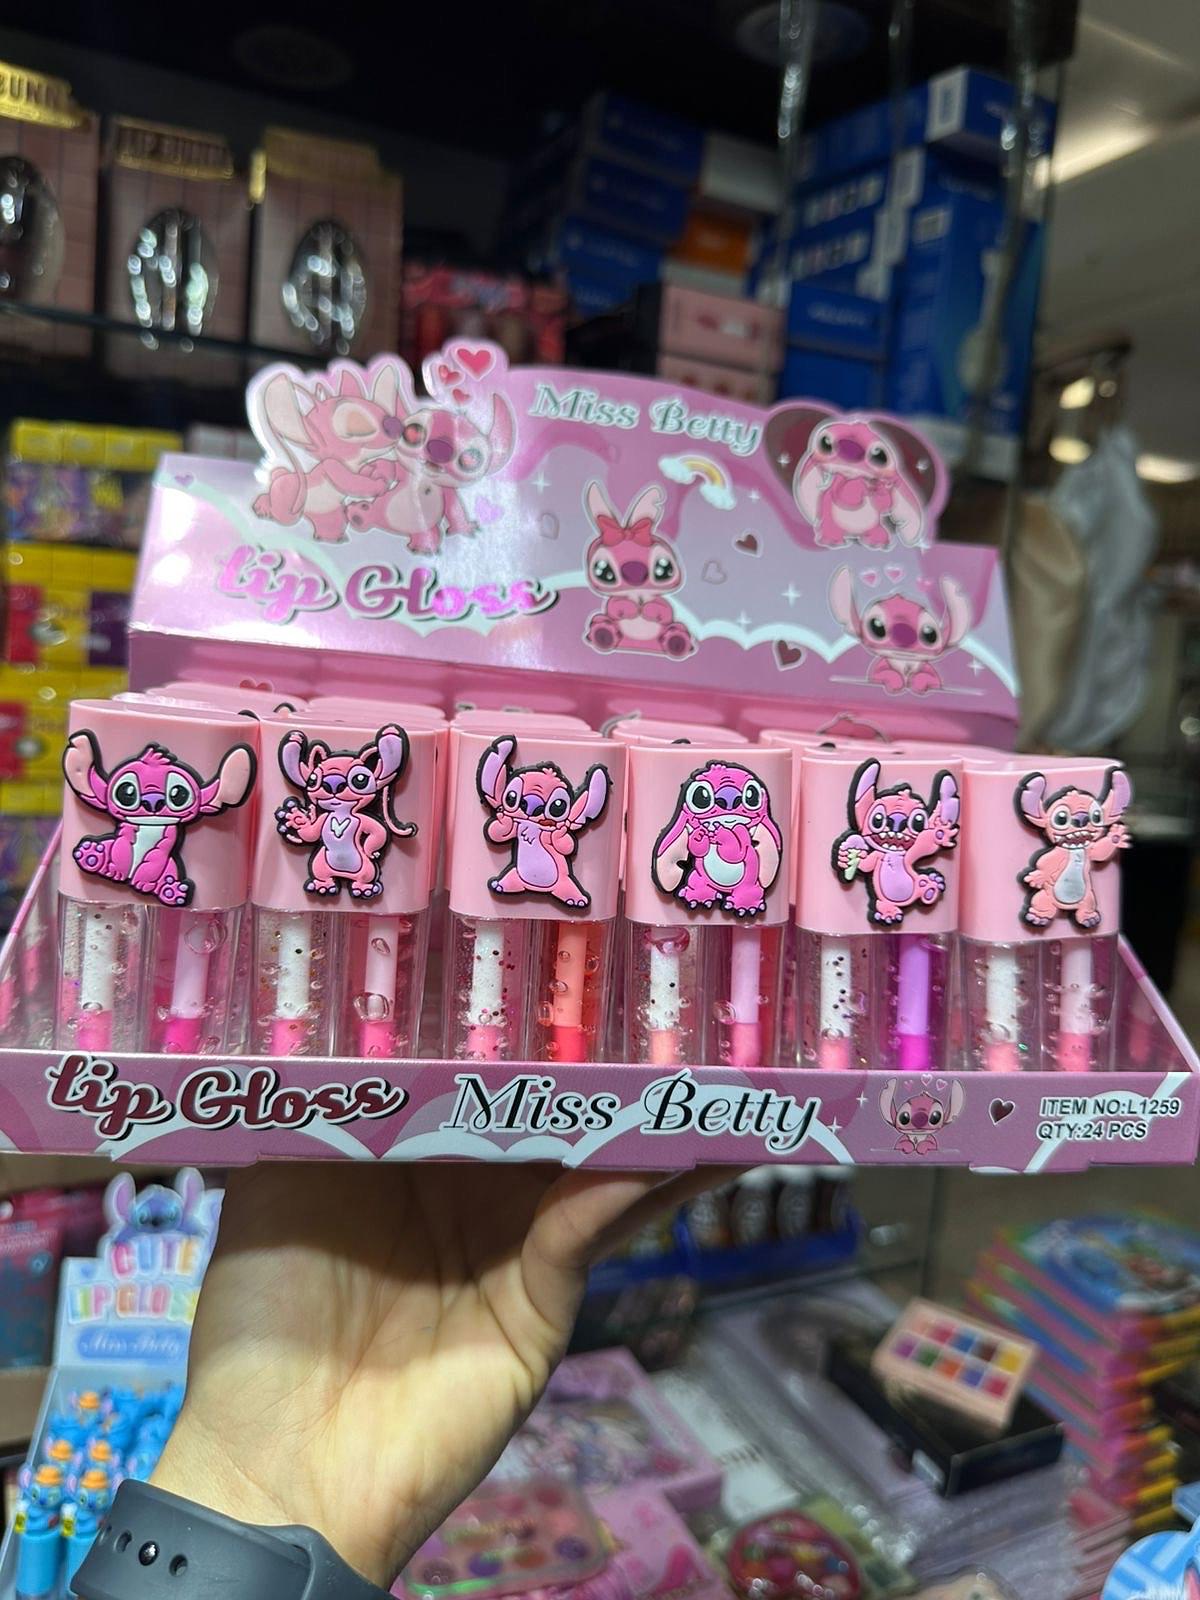 Miss Betty
Lip Gloss
Lip Gloss Miss Betty
ITEM NO:L1259
QTY:24 PCS
CUTE
LIP GLOSS
Miss Betty